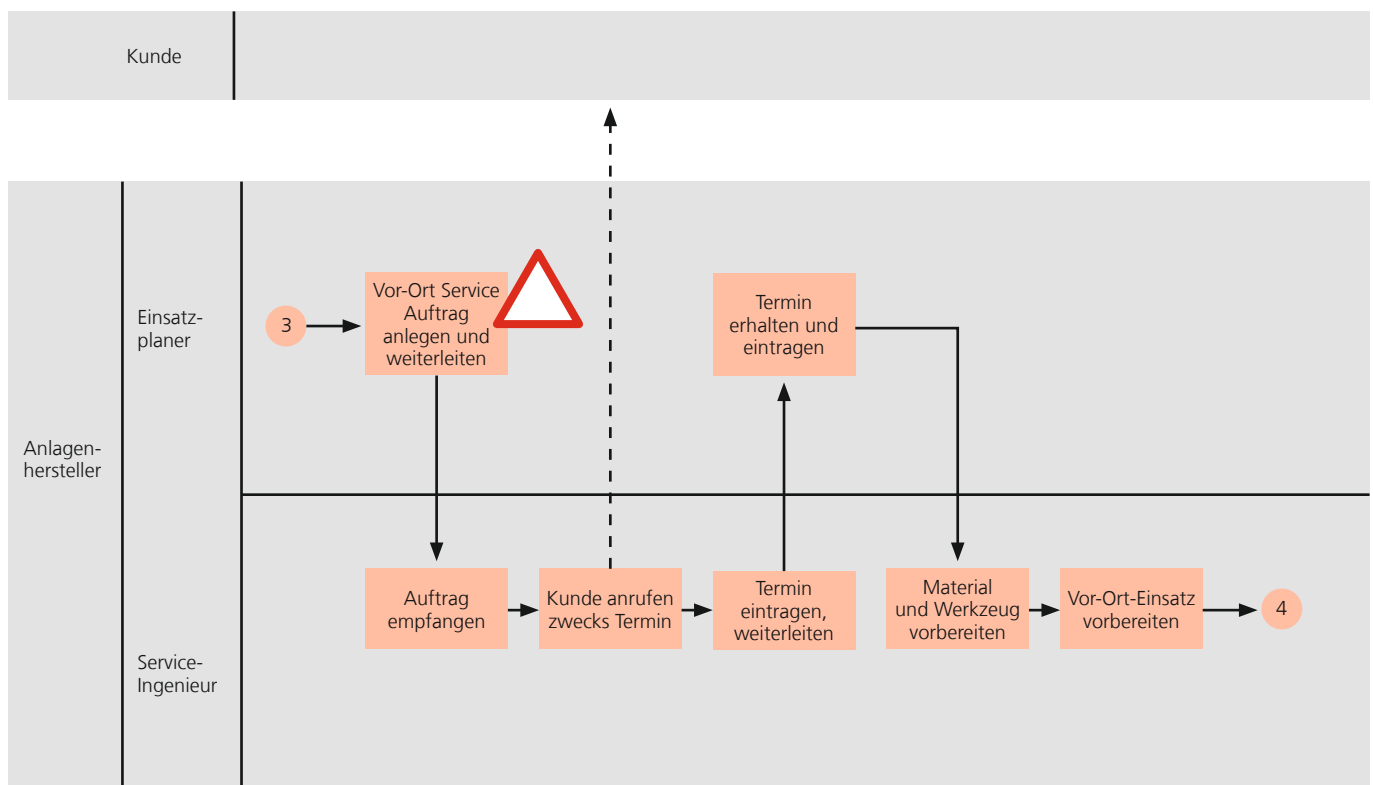 Kunde
Anlagen-
hersteller
Einsatz-
planer
3
Vor-Ort Service
Auftrag
anlegen und
weiterleiten
Termin
erhalten und
eintragen
Service-
Ingenieur
Auftrag
empfangen
Kunde anrufen
zwecks Termin
Termin
eintragen,
weiterleiten
Material
und Werkzeug
vorbereiten
Vor-Ort-Einsatz
vorbereiten
4